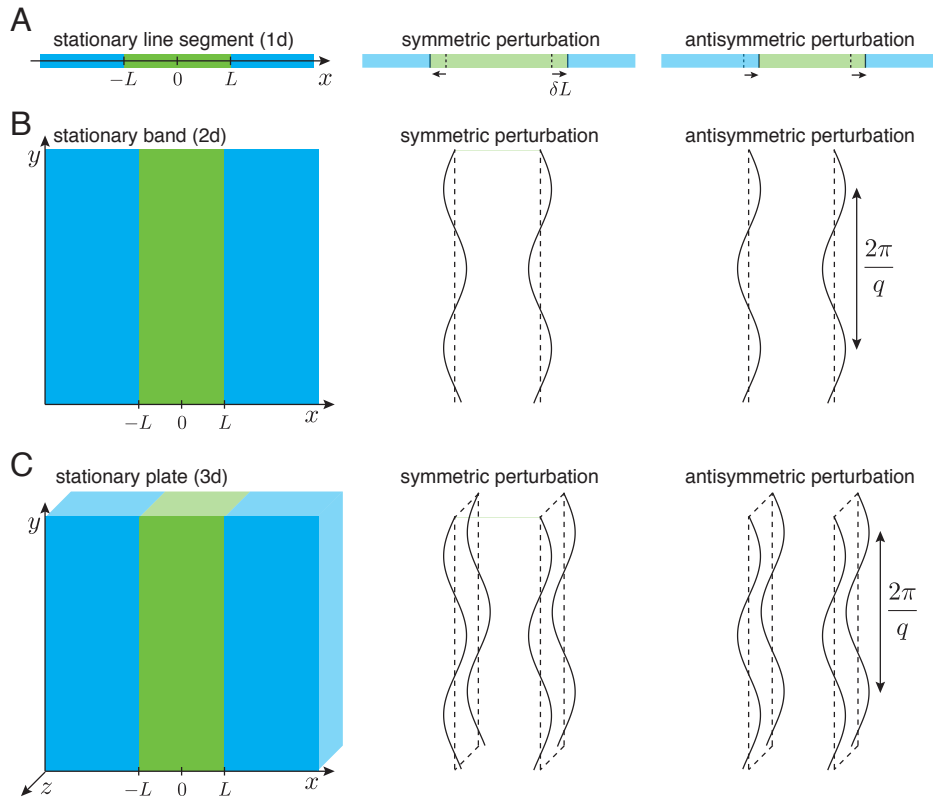 A
stationary line segment (1d)
symmetric perturbation
antisymmetric perturbation
−L
0
L
x
δL
B
stationary band (2d)
symmetric perturbation
antisymmetric perturbation
y
2π
q
−L
0
L
x
C
stationary plate (3d)
symmetric perturbation
antisymmetric perturbation
y
2π
q
z
−L
0
L
x